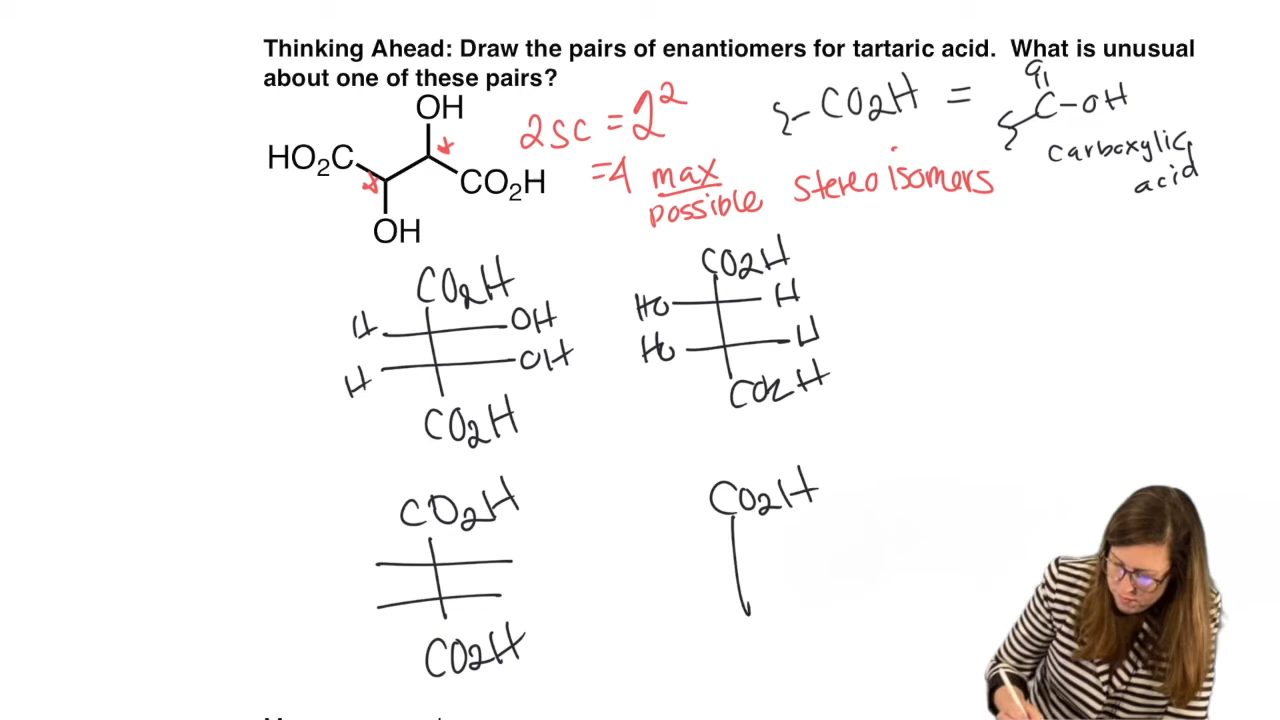 Thinking Ahead: Draw the pairs of enantiomers for tartaric acid.  What is unusual
about one of these pairs?
OH
HO₂C
CO₂H
OH
2SC = 2²
=4 max
possible stereoisomers
CO₂H =
C-OH
carboxylic
acid
CO₂H
H OH
H OH
CO₂H
CO₂H
HO H
HO H
CO₂H
CO₂H
CO₂H
CO₂H